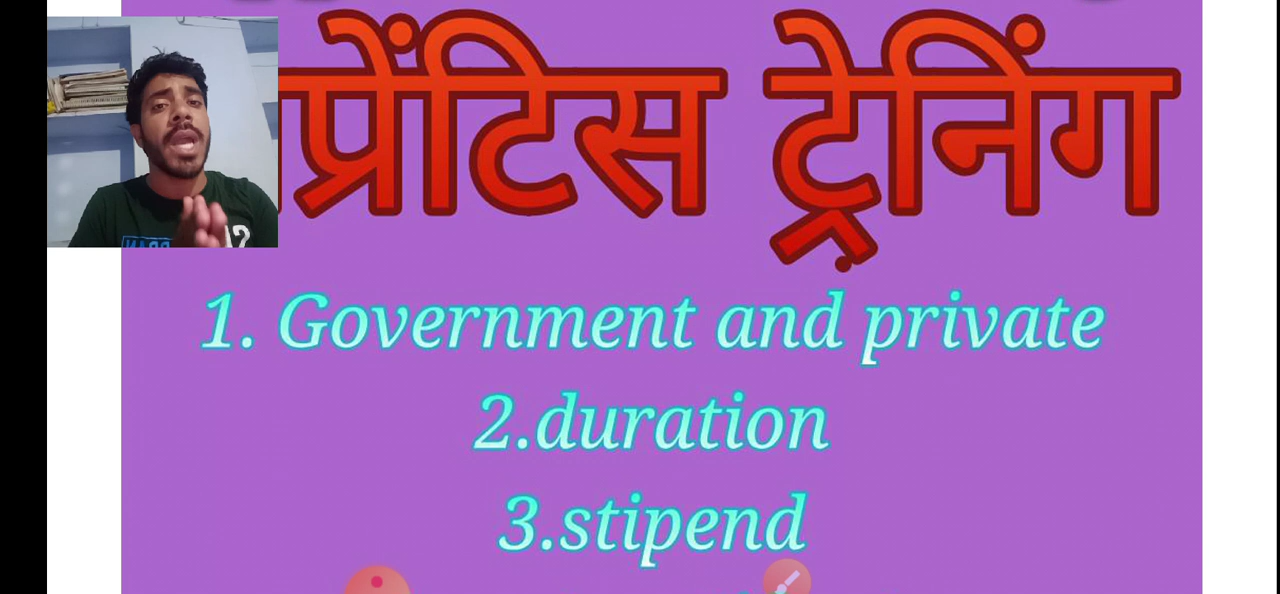 प्रेंटिस ट्रेनिंग
1. Government and private
2.duration
3.stipend